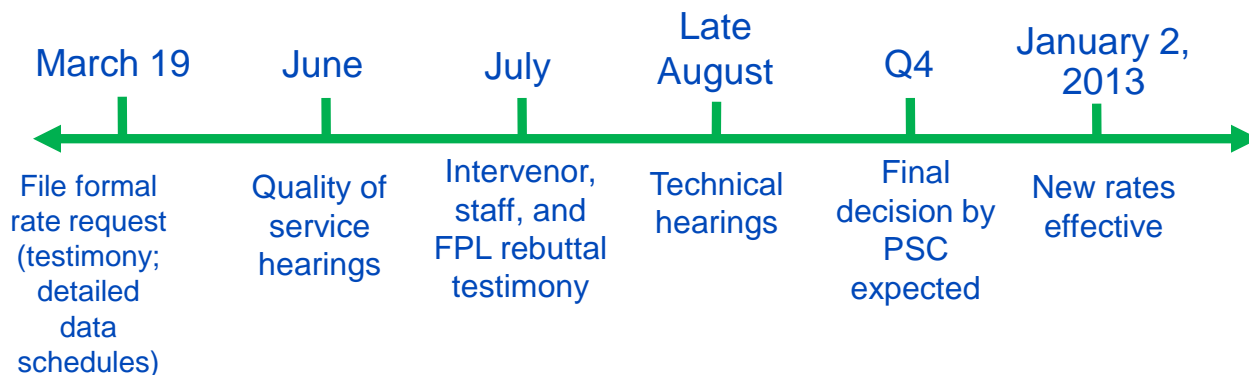 March 19
June
July
Late
August
Q4
January 2,
2013
File formal
rate request
(testimony;
detailed
data
schedules)
Quality of
service
hearings
Intervenor,
staff, and
FPL rebuttal
testimony
Technical
hearings
Final
decision by
PSC
expected
New rates
effective